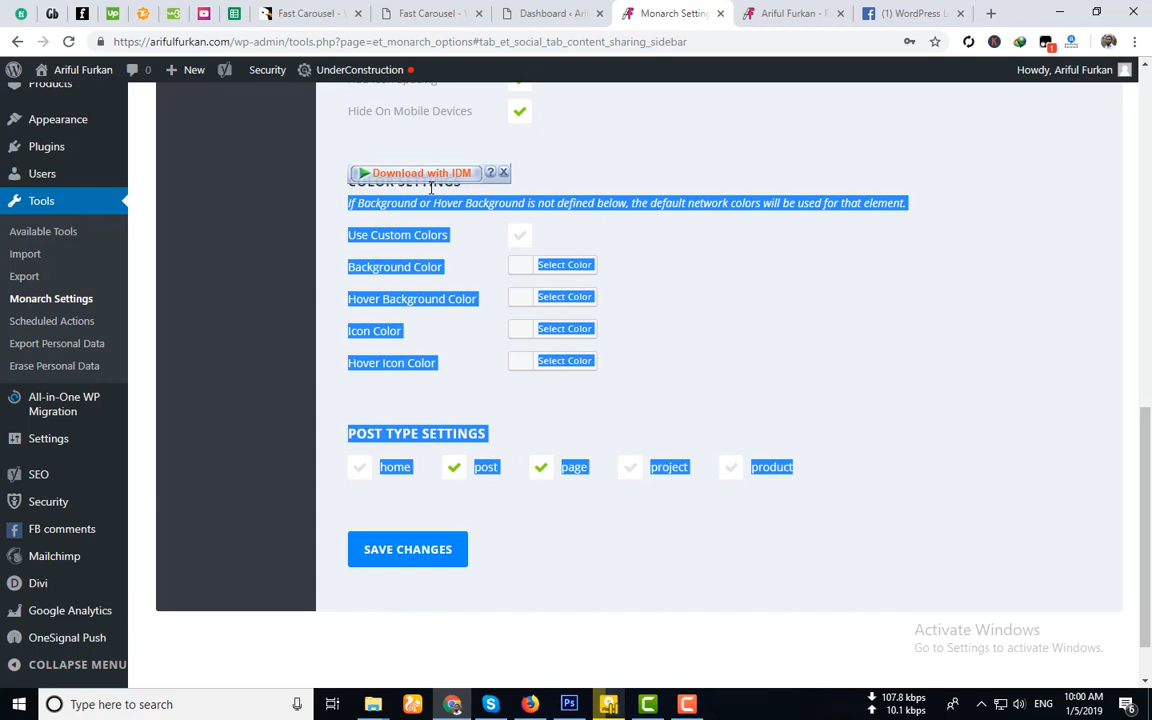 Fast Carousel - V
Fast Carousel - V
Dashboard ‹ Ari
Monarch Setting
Ariful Furkan - F
(1) WordPress L
https://arifulfurkan.com/wp-admin/tools.php?page=et_monarch_options#tab_et_social_tab_content_sharing_sidebar
Ariful Furkan
0
New
Security
UnderConstruction
Howdy, Ariful Furkan
Products
Appearance
Plugins
Users
Tools
Available Tools
Import
Export
Monarch Settings
Scheduled Actions
Export Personal Data
Erase Personal Data
All-in-One WP
Migration
Settings
SEO
Security
FB comments
Mailchimp
Divi
Google Analytics
OneSignal Push
COLLAPSE MENU
Hide On Mobile Devices
Download with IDM
COLOR SETTINGS
If Background or Hover Background is not defined below, the default network colors will be used for that element.
Use Custom Colors
Background Color Select Color
Hover Background Color Select Color
Icon Color Select Color
Hover Icon Color Select Color
POST TYPE SETTINGS
home post page project product
SAVE CHANGES
Activate Windows
Go to Settings to activate Windows.
Type here to search
107.8 kbps
10.1 kbps
ENG
10:00 AM
1/5/2019
6